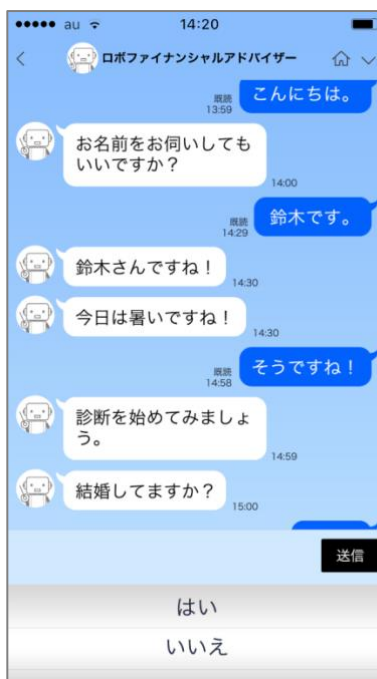 au 14:20
ロボファイナンシャルアドバイザー
こんにちは。
既読
13:59
お名前をお伺いしても
いいですか？
14:00
鈴木です。
既読
14:29
鈴木さんですね！
14:30
今日は暑いですね！
14:30
そうですね！
既読
14:58
診断を始めてみましょ
う。
14:59
結婚してますか？
15:00
送信
はい
いいえ